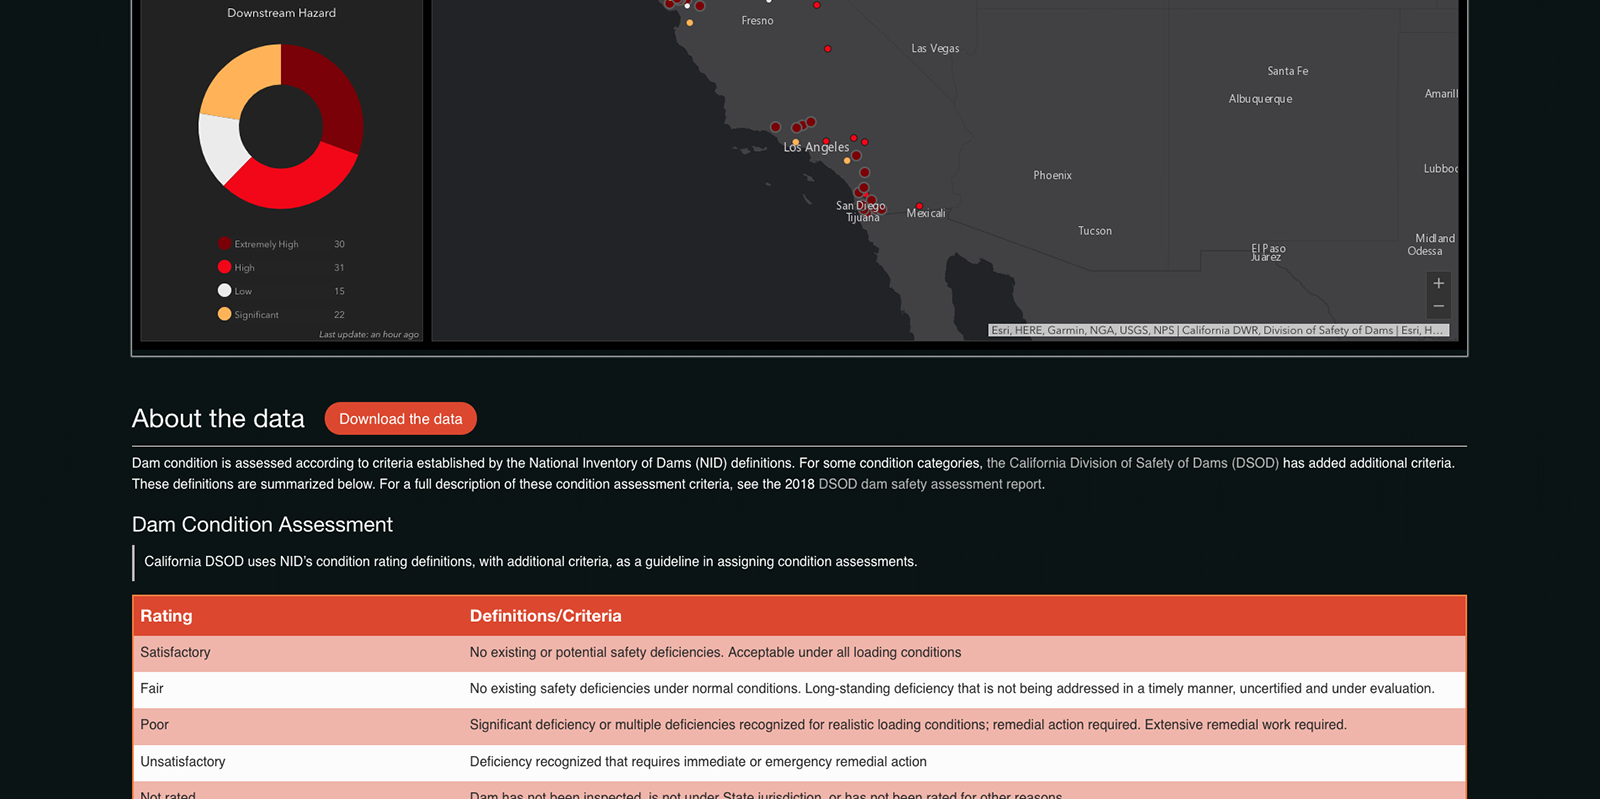 Downstream Hazard
Extremely High 30
High 31
Low 15
Significant 22
Last update: an hour ago
Fresno
Las Vegas
Santa Fe
Albuquerque
Amaril
Los Angeles
Lubboc
Phoenix
San Diego
Tijuana
Mexicali
Tucson
El Paso
Juárez
Midland
Odessa
+
−
Esri, HERE, Garmin, NGA, USGS, NPS | California DWR, Division of Safety of Dams | Esri, H...
About the data
Download the data
Dam condition is assessed according to criteria established by the National Inventory of Dams (NID) definitions. For some condition categories, the California Division of Safety of Dams (DSOD) has added additional criteria.
These definitions are summarized below. For a full description of these condition assessment criteria, see the 2018 DSOD dam safety assessment report.
Dam Condition Assessment
California DSOD uses NID’s condition rating definitions, with additional criteria, as a guideline in assigning condition assessments.
Rating Definitions/Criteria
Satisfactory No existing or potential safety deficiencies. Acceptable under all loading conditions
Fair No existing safety deficiencies under normal conditions. Long-standing deficiency that is not being addressed in a timely manner, uncertified and under evaluation.
Poor Significant deficiency or multiple deficiencies recognized for realistic loading conditions; remedial action required. Extensive remedial work required.
Unsatisfactory Deficiency recognized that requires immediate or emergency remedial action
Not rated Dam has not been inspected, is not under State jurisdiction, or has not been rated for other reasons